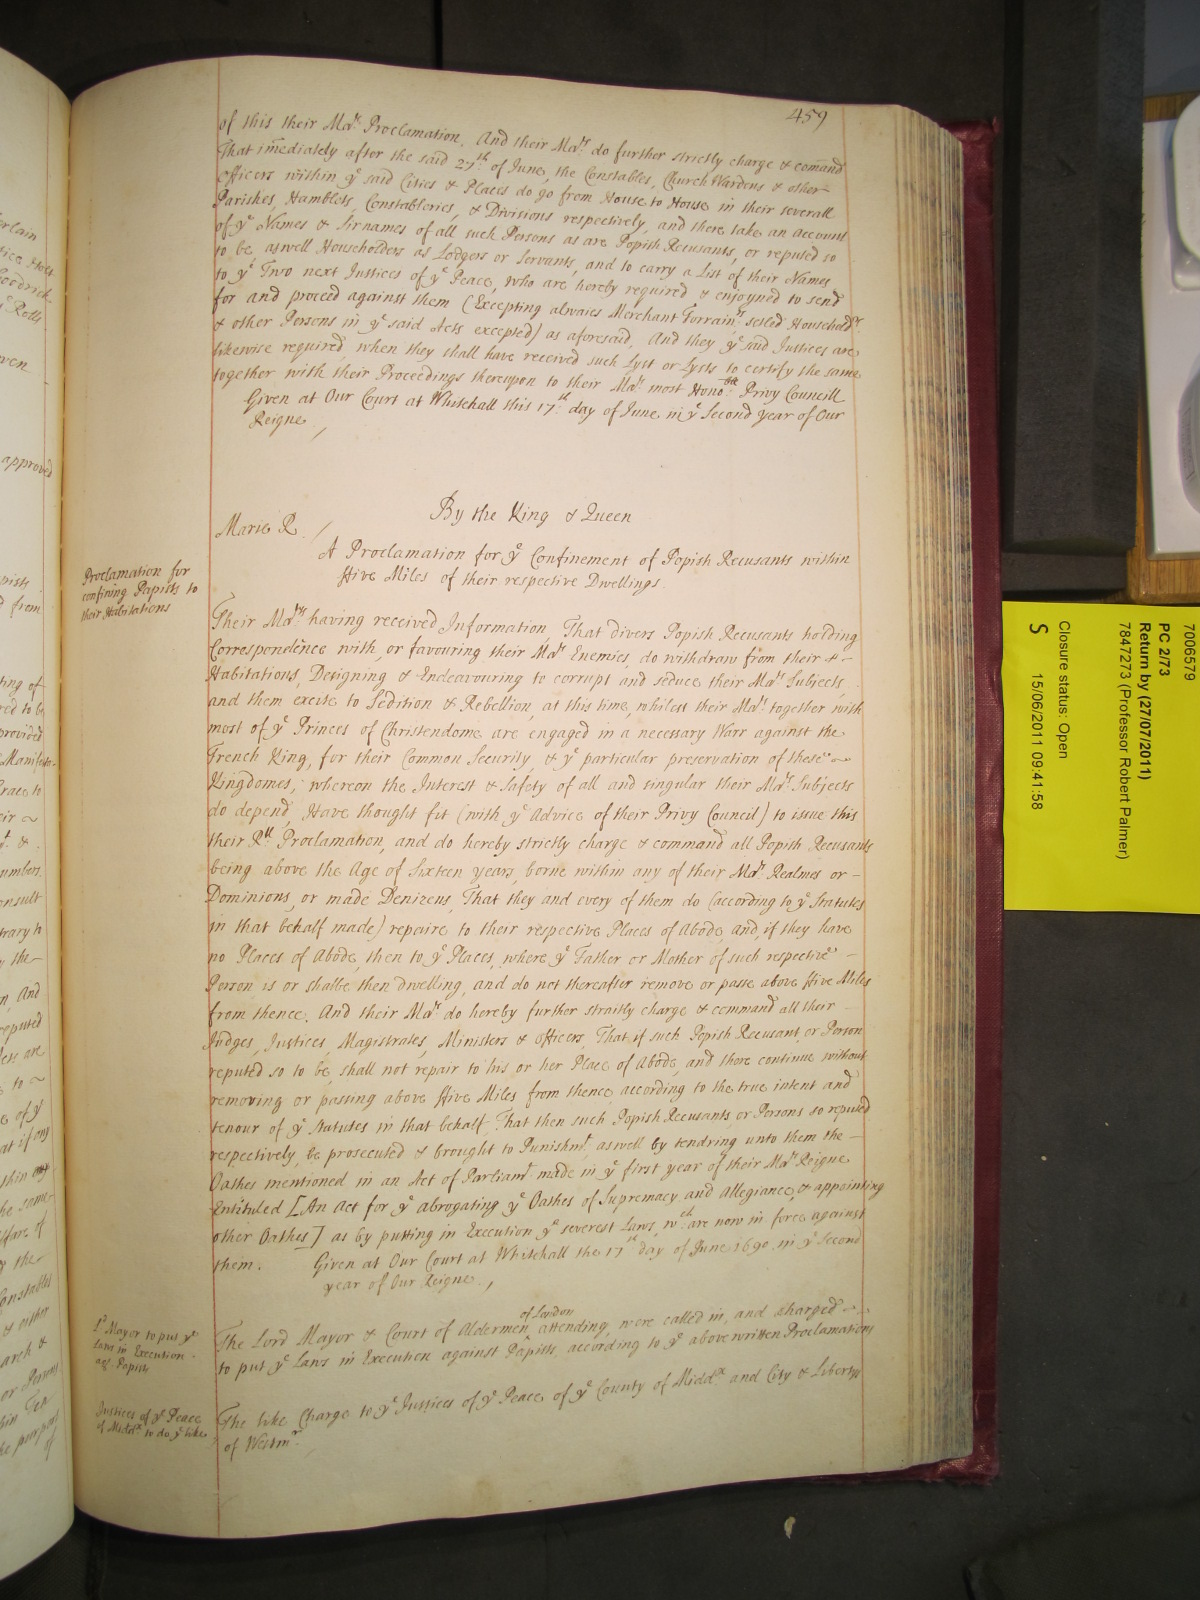 459
of this their Ma:ts Proclamation. And their Ma:ts do further strictly charge & comand
That imediately after the said 27th of June, the Constables, Church Wardens & other
Officers within ye said Cities & Places do go from House to House in their severall
Parishes, Hambletts, Constableries, & Divisions respectively, and there take an account
of ye Names & Sirnames of all such Persons as are Popish Recusants, or reputed so
to be aswell Householders as Lodgers or Servants, and to carry a List of their Names
to ye Two next Justices of ye Peace, who are hereby required & enjoyned to send
for and proceed against them (Excepting alwaies Merchant Forrainrs setled Householdrs
& other Persons in ye said Acts excepted) as aforesaid, And they ye said Justices are
likewise required, when they shall have received such Lyst or Lysts to certify the same
together with their Proceedings thereupon to their Mats most Honoble Privy Councill
Given at Our Court at Whitehall this 17th day of June in ye Second year of Our
Reigne
By the King & Queen
Marie R.
A Proclamation for ye Confinement of Popish Recusants within
ffive Miles of their respective Dwellings.
Proclamation for
confining Papists to
their Habitations
Their Mats having received Information, That divers Popish Recusants holding
Correspondence with, or favouring their Mats Enemies, do withdraw from their
Habitations, Designing & Endeavouring to corrupt and seduce their Mats Subjects,
and them excite to Sedition & Rebellion, at this time, whilest their Mats together with
most of ye Princes of Christendome are engaged in a necessary Warr against the
French King, for their Common Security, & ye particular preservation of these
Kingdomes, whereon the Interest & Safety of all and singular their Mats Subjects
do depend, Have thought fit (with ye Advice of their Privy Council) to issue this
their Rll Proclamation, and do hereby strictly charge & command all Popish Recusants
being above the Age of Sixteen years, borne within any of their Mats Realmes or
Dominions, or made Denizens, That they and every of them do (according to ye Statutes
in that behalf made) repaire to their respective Places of Abode, and, if they have
no Places of Abode, then to ye Places, where ye Father or Mother of such respective
Person is or shalbe then dwelling, and do not thereafter remove or passe above ffive Miles
from thence. And their Mats do hereby further straitly charge & command all their
Judges, Justices, Magistrates, Ministers & Officers, That if such Popish Recusant, or Person
reputed so to be, shall not repair to his or her Place of Abode, and there continue without
removing or passing above ffive Miles from thence, according to the true intent and
tenour of ye Statutes in that behalf. That then such Popish Recusants, or Persons so reputed
respectively, be prosecuted & brought to Punishmt, aswell by tendring unto them the
Oathes mentioned in an Act of Parliamt made in ye first year of their Mats Reigne
Entituled [An Act for ye abrogating ye Oathes of Supremacy and Allegiance, & appointing
other Oathes] as by putting in Execution ye severest Laws, wch are now in force against
them. Given at Our Court at Whitehall the 17th day of June 1690. in ye Second
year of Our Reigne.
Ld Mayor to put ye
Laws in Execution
agt Papists
The Lord Mayor & Court of Aldermen of London attending, were called in, and charged
to put ye Laws in Execution against Papists, according to ye abovewritten Proclamations
Justices of ye Peace
of Middx to do ye like
The like Charge to ye Justices of ye Peace of ye County of Middx and City & Liberty
of Westmr
7006579
PC 2/73
Return by (27/07/2011)
7847273 (Professor Robert Palmer)
Closure status: Open
S 15/06/2011 09:41:58